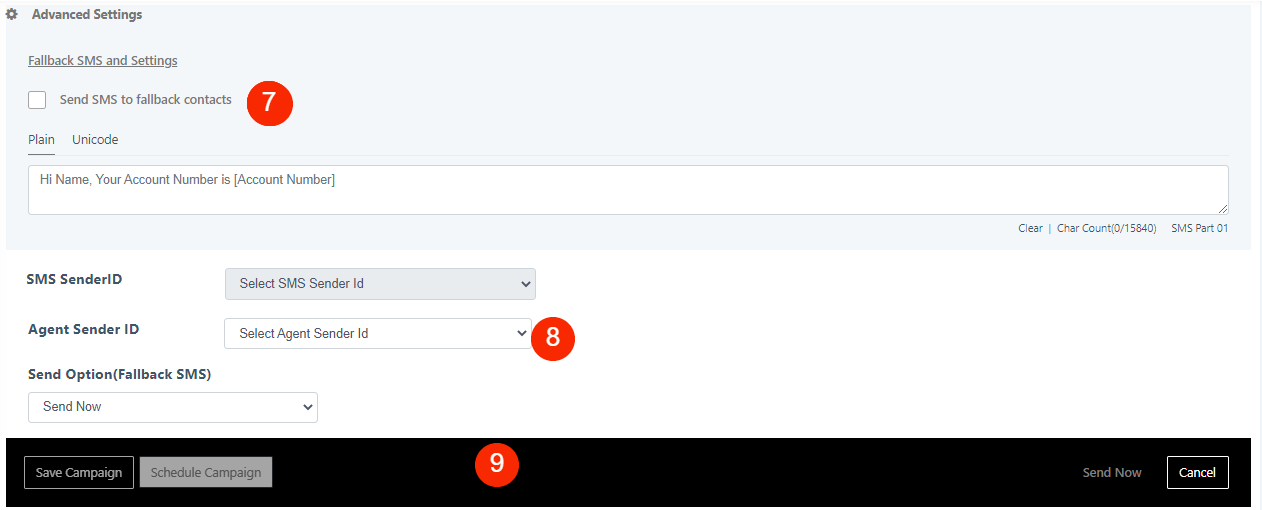 Advanced Settings
Fallback SMS and Settings
Send SMS to fallback contacts 7
Plain Unicode
Hi Name, Your Account Number is [Account Number]
Clear | Char Count(0/15840) SMS Part 01
SMS SenderID Select SMS Sender Id
Agent Sender ID Select Agent Sender Id 8
Send Option(Fallback SMS)
Send Now
Save Campaign Schedule Campaign 9 Send Now Cancel